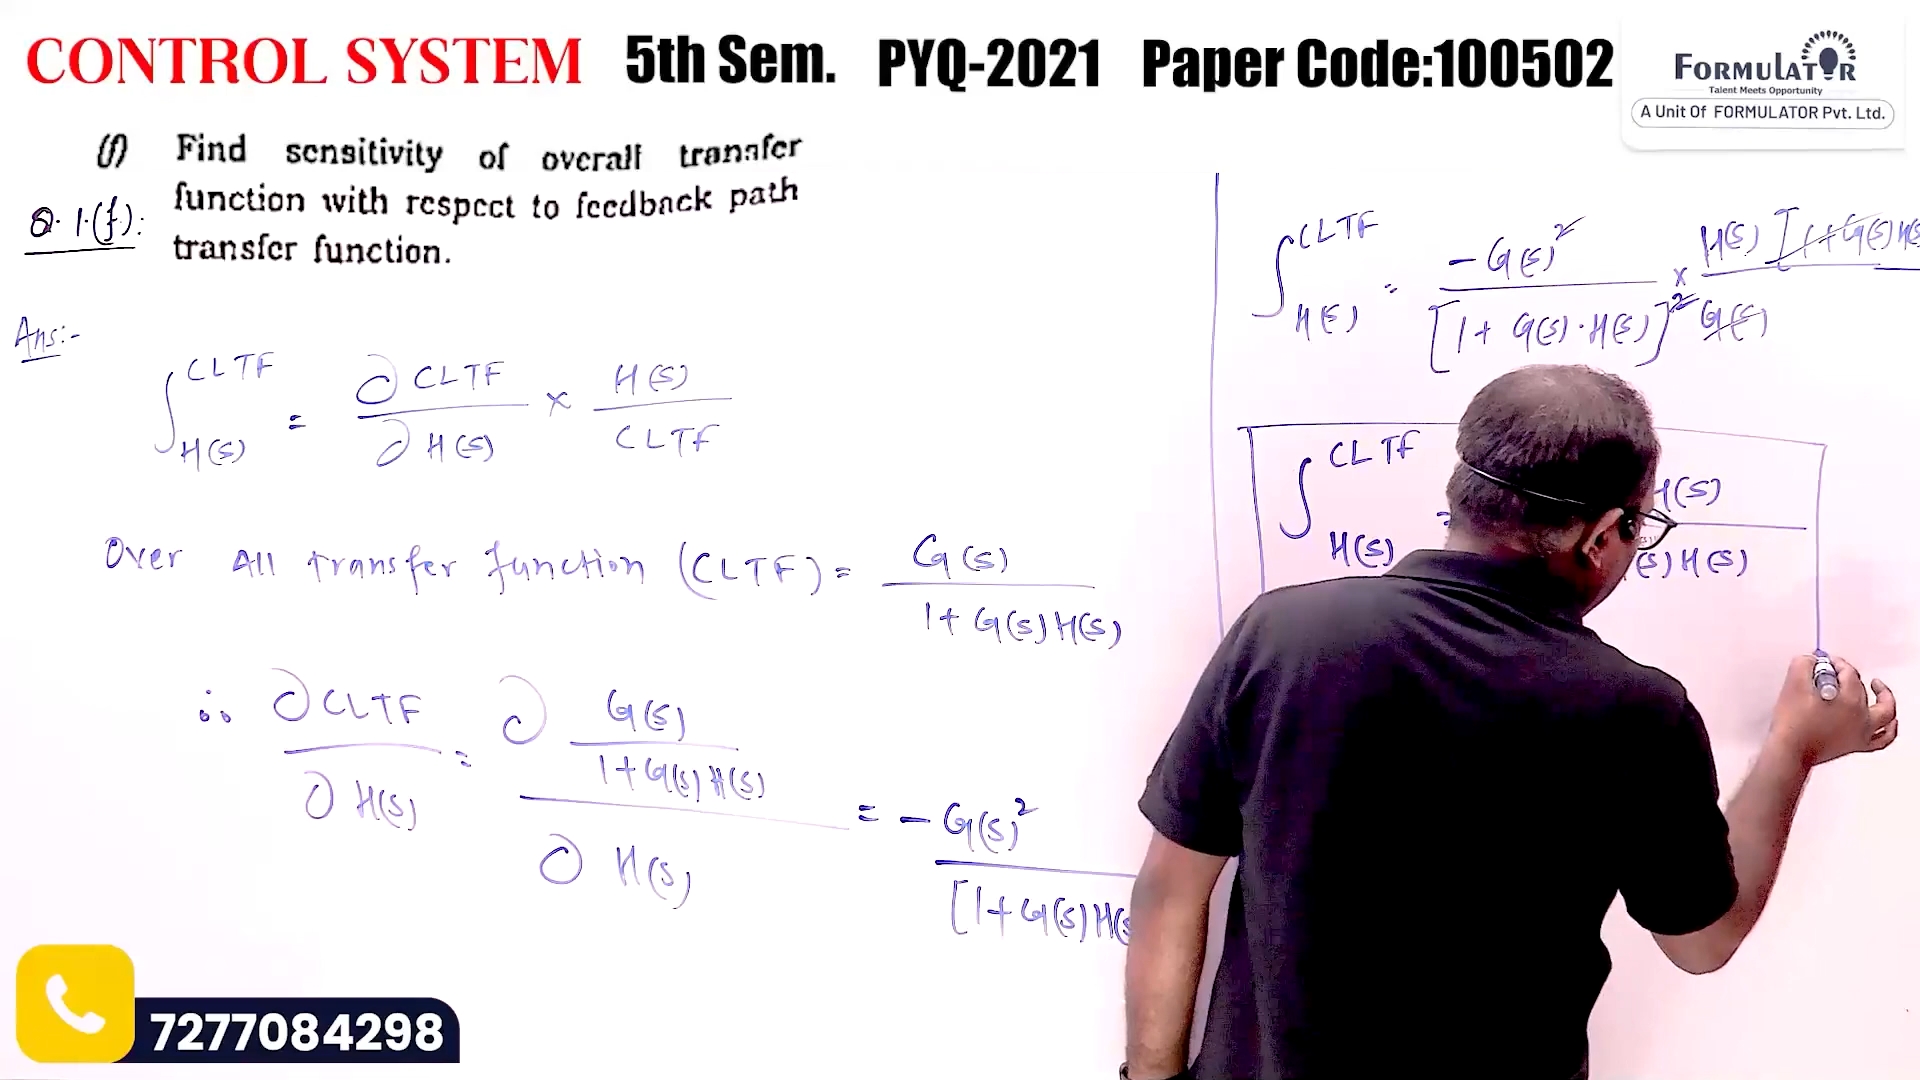 CONTROL SYSTEM 5th Sem. PYQ-2021 Paper Code:100502
FORMULATOR
Talent Meets Opportunity
A Unit Of FORMULATOR Pvt. Ltd.
(f) Find sensitivity of overall transfer
function with respect to feedback path
transfer function.
Q. 1.(f):
Ans:-
∫ CLTF H(s) = ∂ CLTF / ∂ H(s) × H(s) / CLTF
Over All transfer function (CLTF) = G(s) / 1+ G(s) H(s)
∴ ∂ CLTF / ∂ H(s) = ∂ G(s) / 1+G(s) H(s) / ∂ H(s) = - G(s)² / [1+G(s) H(s
∫ CLTF H(s) = - G(s)² / [1+ G(s)·H(s)]² × H(s) [1+G(s) H(s / G(s)
∫ CLTF H(s) = H(s) / (s) H(s)
7277084298